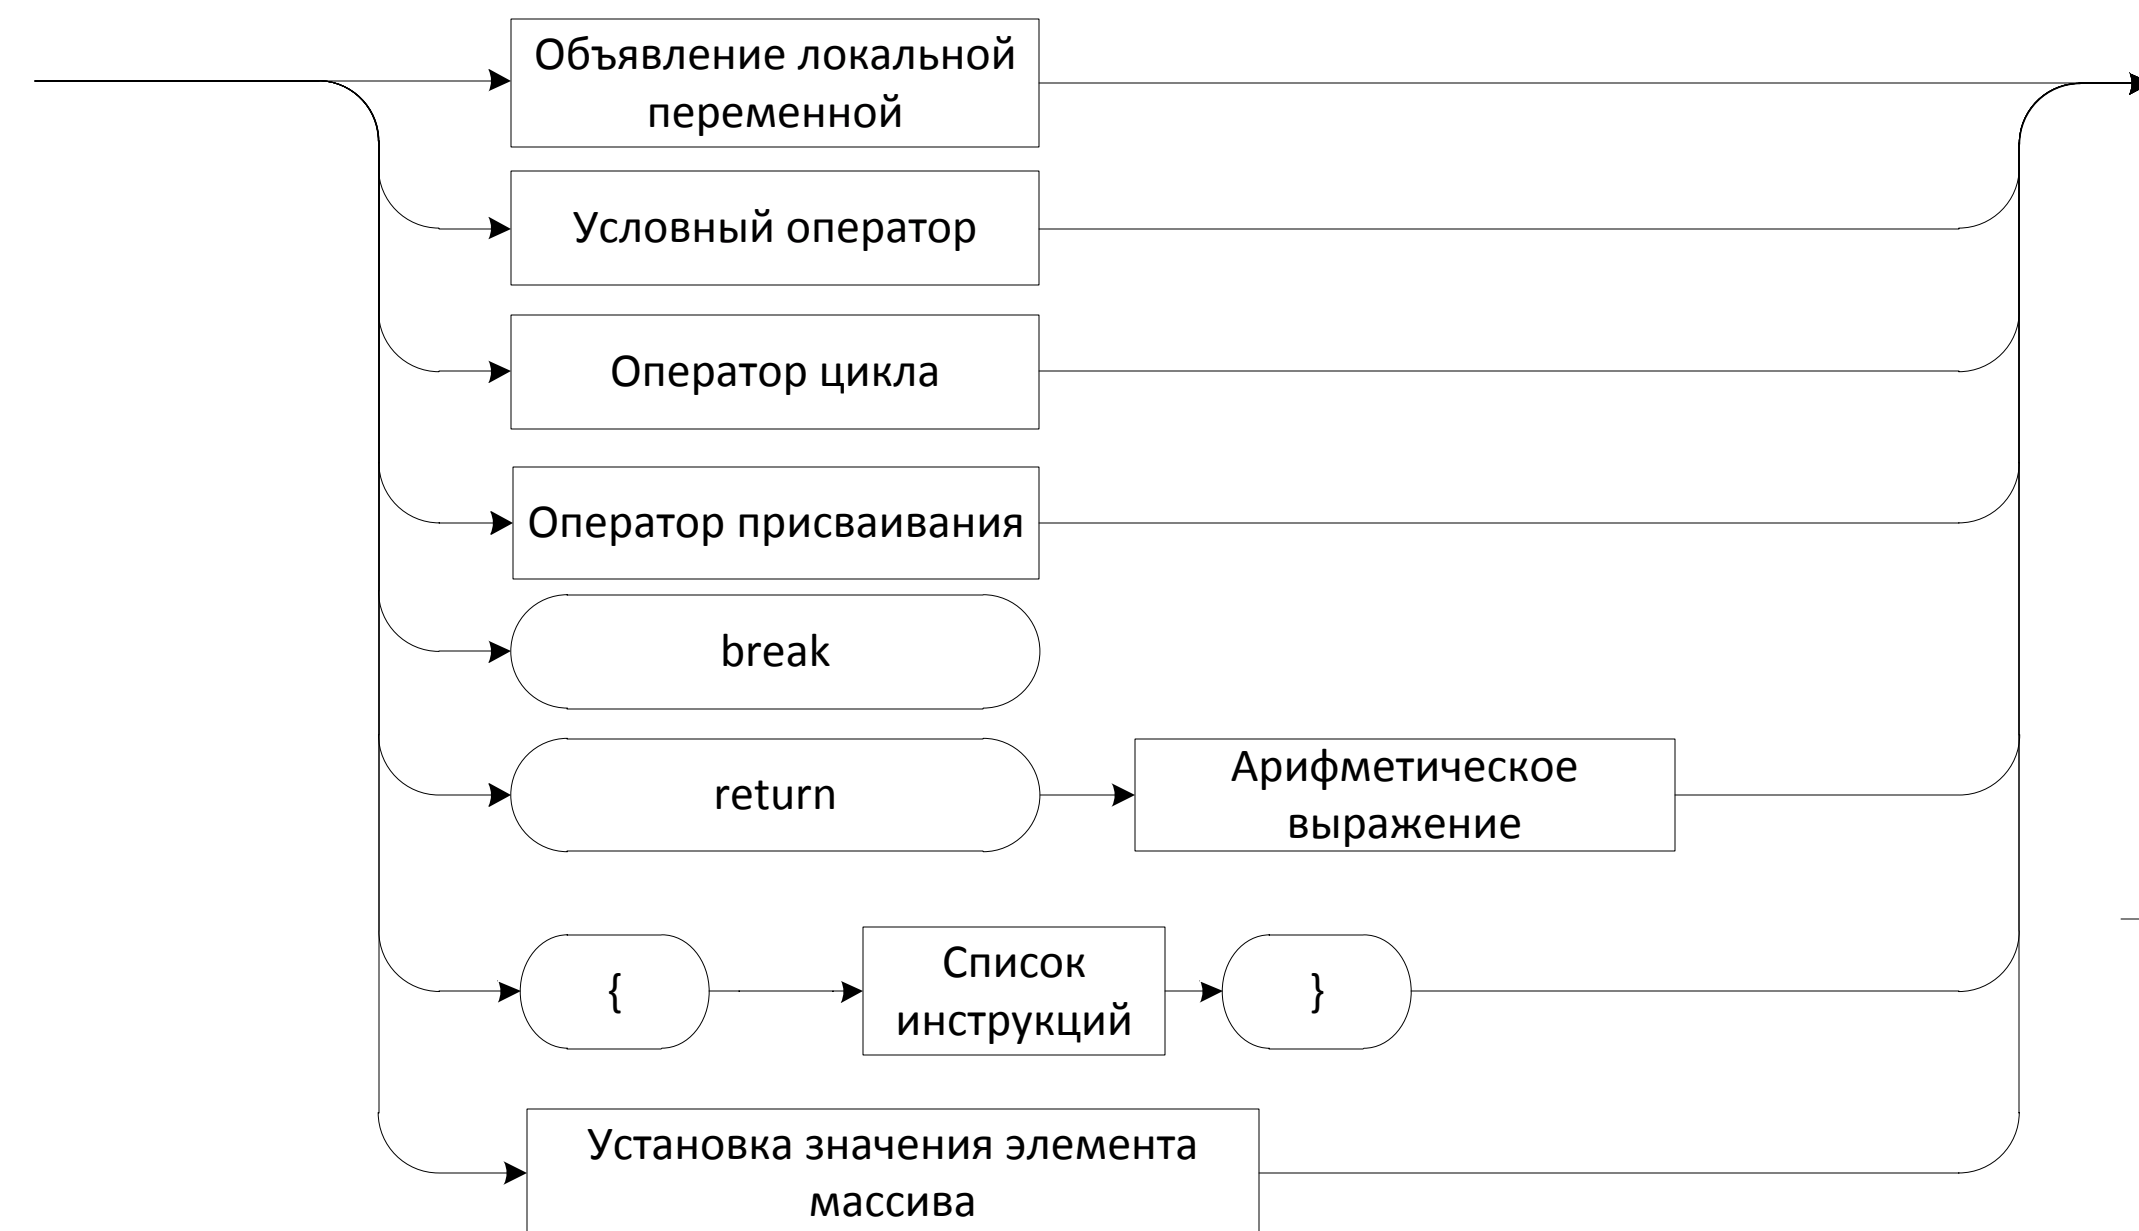 Объявление локальной
переменной
Условный оператор
Оператор цикла
Оператор присваивания
break
return
Арифметическое
выражение
{
Список
инструкций
}
Установка значения элемента
массива